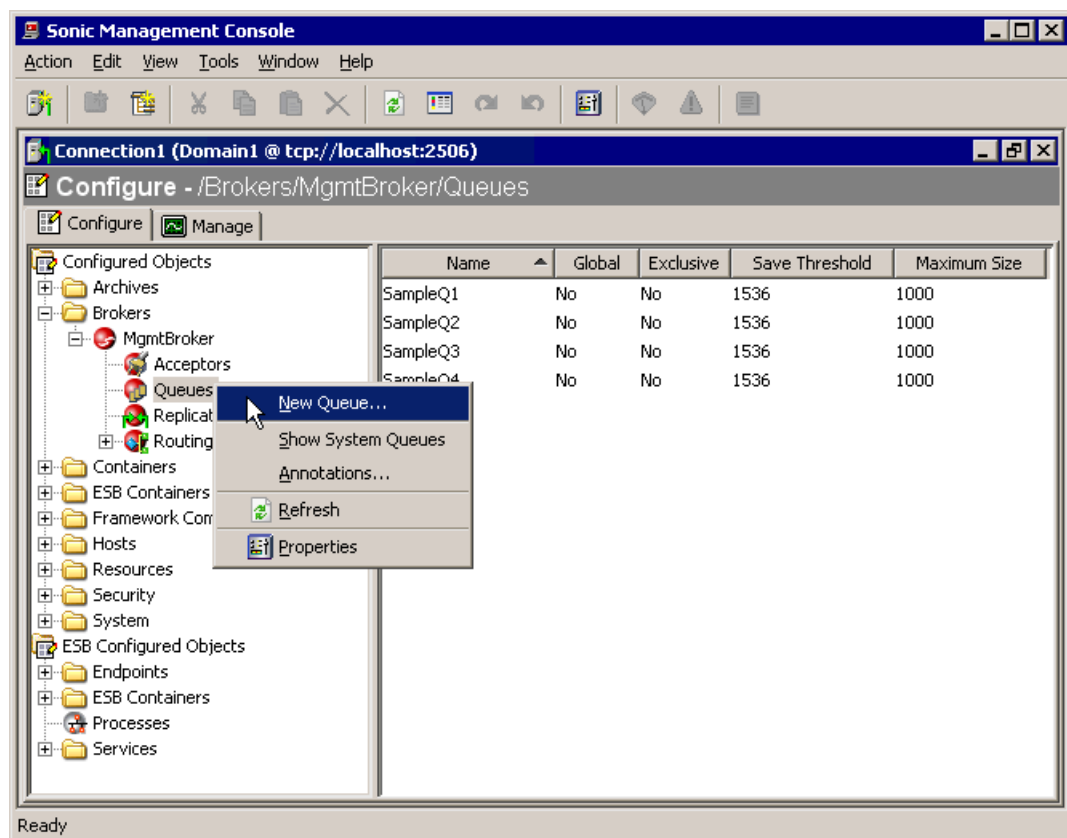 Sonic Management Console
Action Edit View Tools Window Help
Connection1 (Domain1 @ tcp://localhost:2506)
Configure - /Brokers/MgmtBroker/Queues
Configure Manage
Configured Objects
Archives
Brokers
MgmtBroker
Acceptors
Queues
Replicat
Routing
Containers
ESB Containers
Framework Com
Hosts
Resources
Security
System
ESB Configured Objects
Endpoints
ESB Containers
Processes
Services
Name Global Exclusive Save Threshold Maximum Size
SampleQ1 No No 1536 1000
SampleQ2 No No 1536 1000
SampleQ3 No No 1536 1000
SampleQ4 No No 1536 1000
New Queue...
Show System Queues
Annotations...
Refresh
Properties
Ready